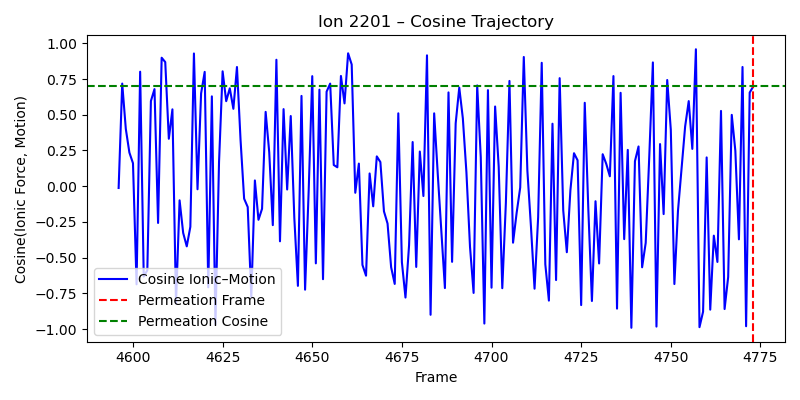 Ion 2201 – Cosine Trajectory
Cosine(Ionic Force, Motion)
1.00
0.75
0.50
0.25
0.00
−0.25
−0.50
−0.75
−1.00
Cosine Ionic–Motion
Permeation Frame
Permeation Cosine
4600 4625 4650 4675 4700 4725 4750 4775
Frame